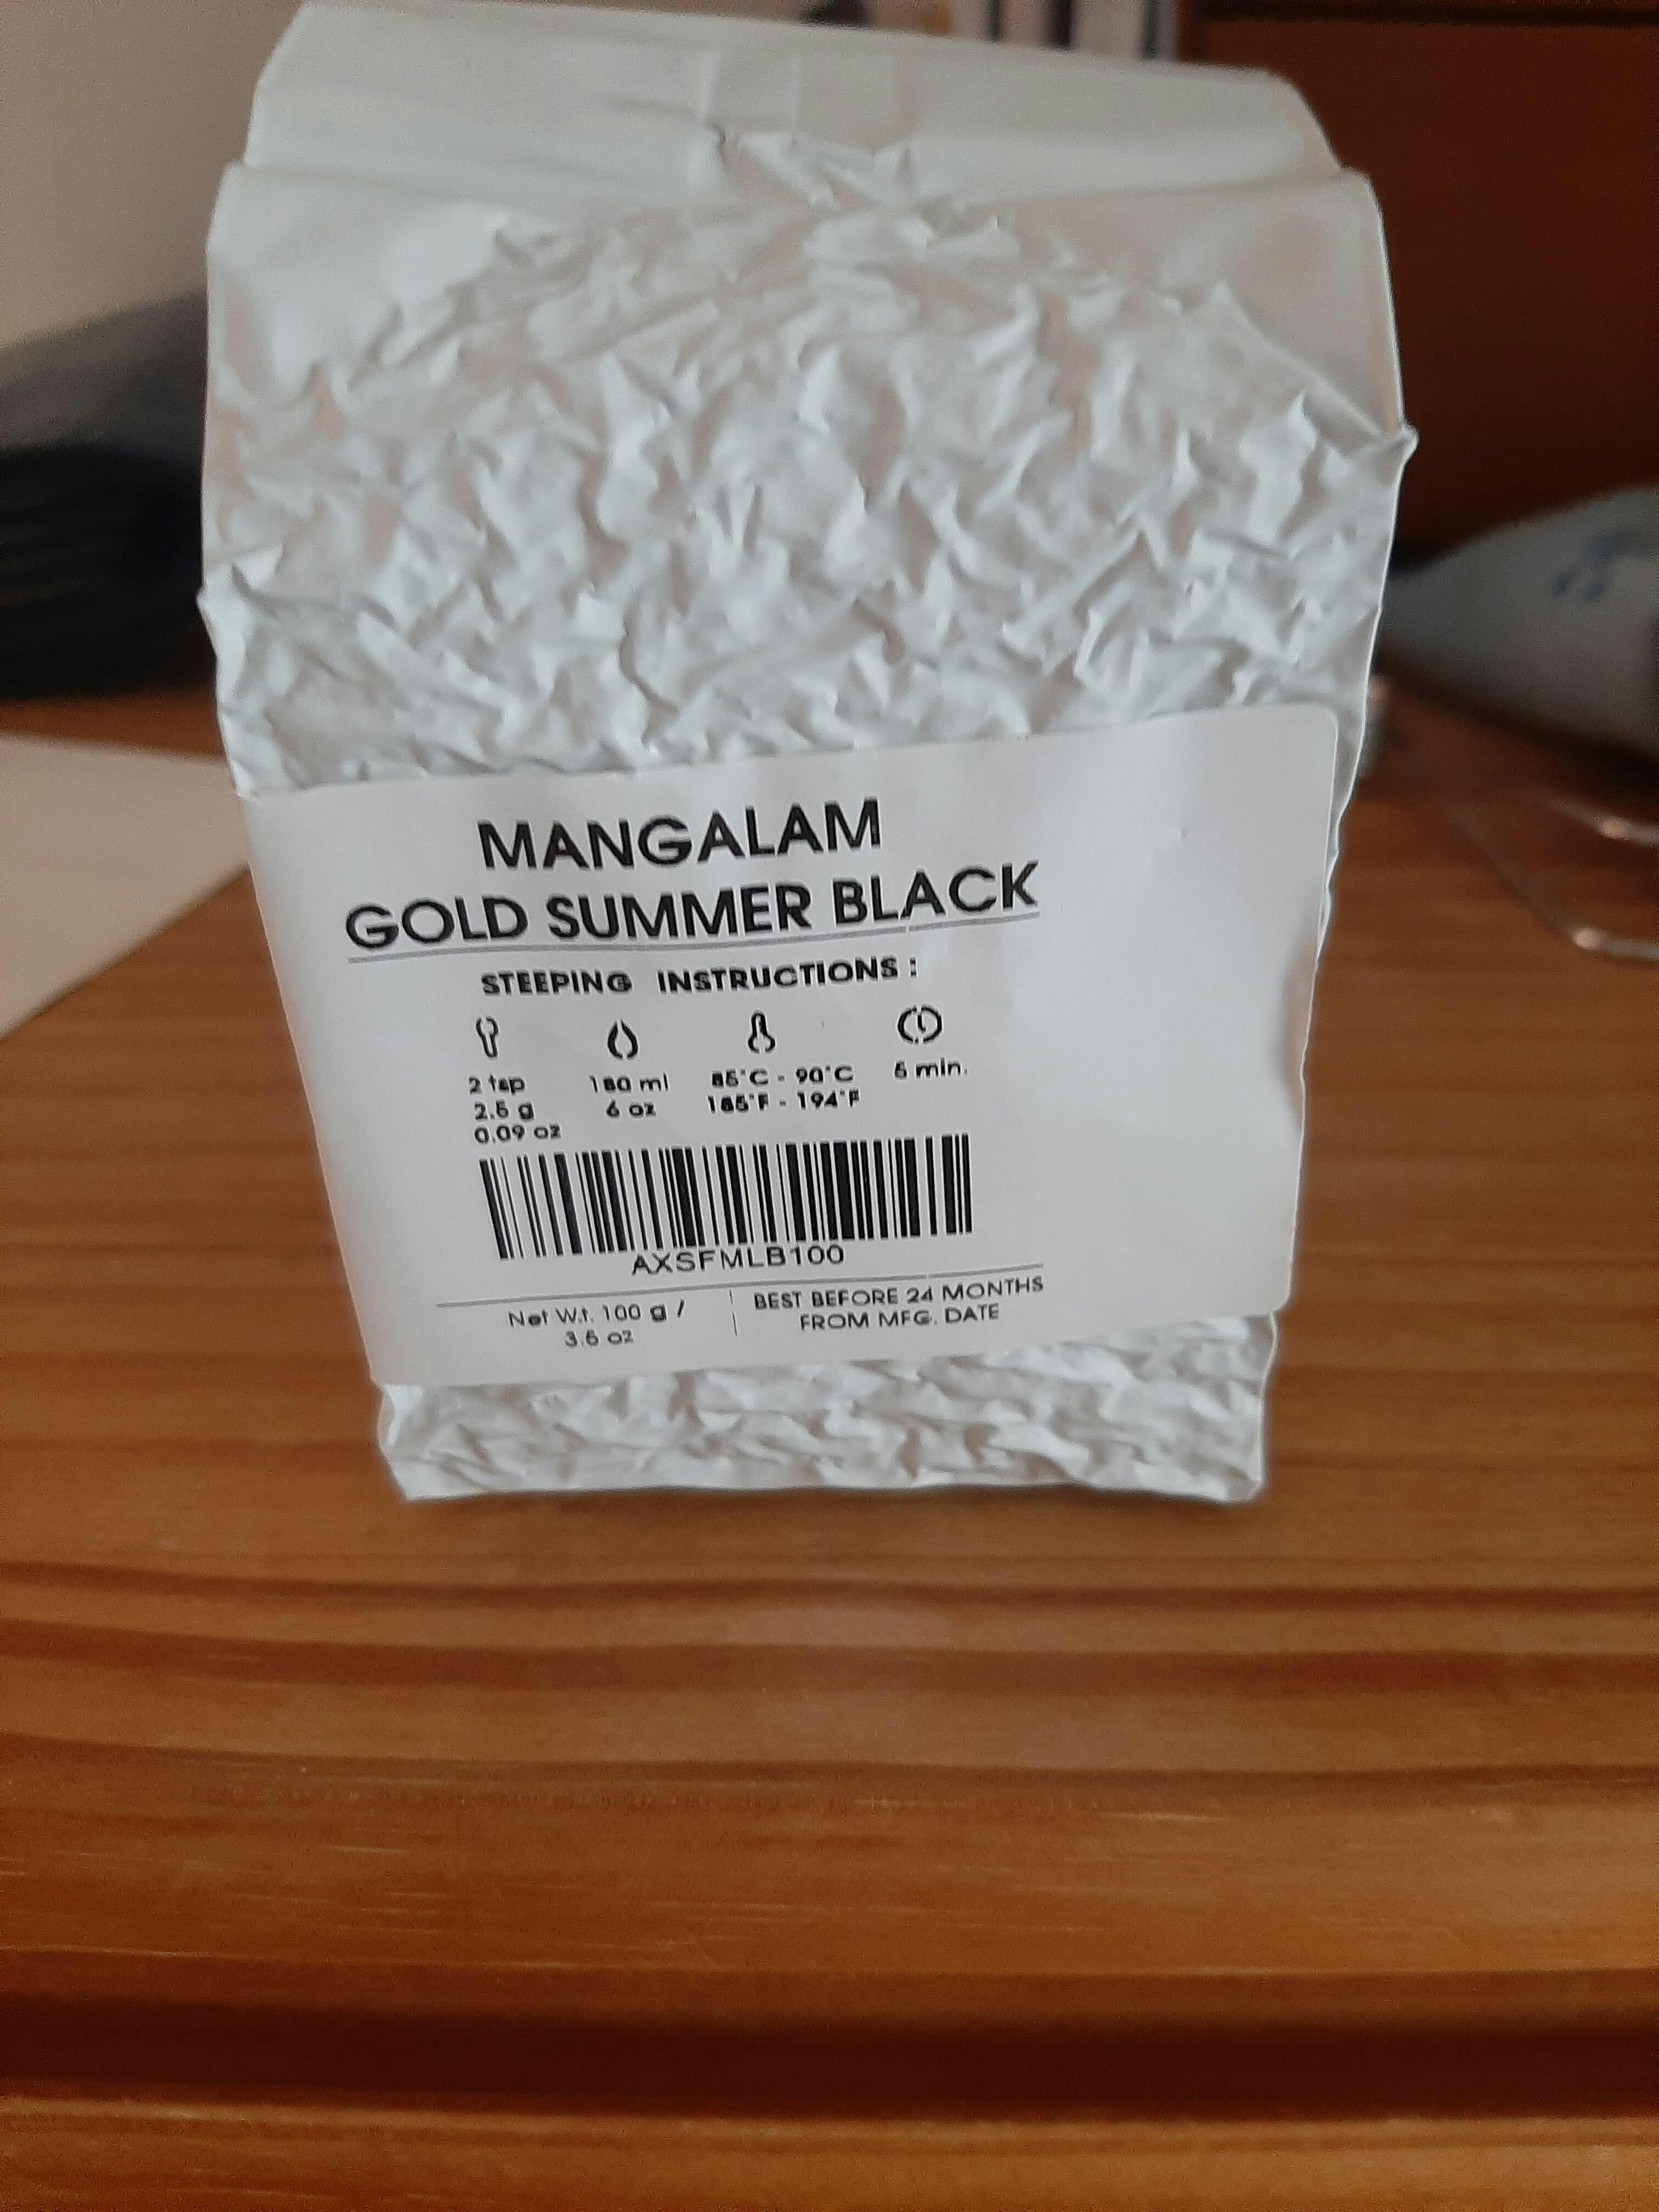 MANGALAM
GOLD SUMMER BLACK
STEEPING INSTRUCTIONS :
2 tsp 180 ml 85°C - 90°C 5 min.
2.5 g 6 oz 185°F - 194°F
0.09 oz
AXSFMLB100
Net W.t. 100 g / BEST BEFORE 24 MONTHS
3.5 oz FROM MFG. DATE